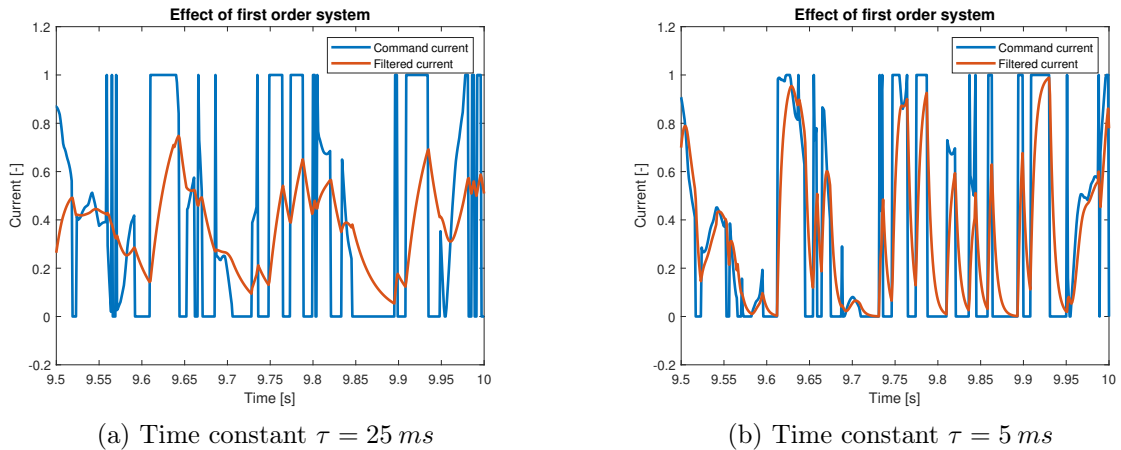 Effect of first order system
1.2
1
0.8
0.6
0.4
0.2
0
-0.2
Current [-]
Command current
Filtered current
9.5 9.55 9.6 9.65 9.7 9.75 9.8 9.85 9.9 9.95 10
Time [s]
(a) Time constant τ = 25 ms
Effect of first order system
1.2
1
0.8
0.6
0.4
0.2
0
-0.2
Current [-]
Command current
Filtered current
9.5 9.55 9.6 9.65 9.7 9.75 9.8 9.85 9.9 9.95 10
Time [s]
(b) Time constant τ = 5 ms